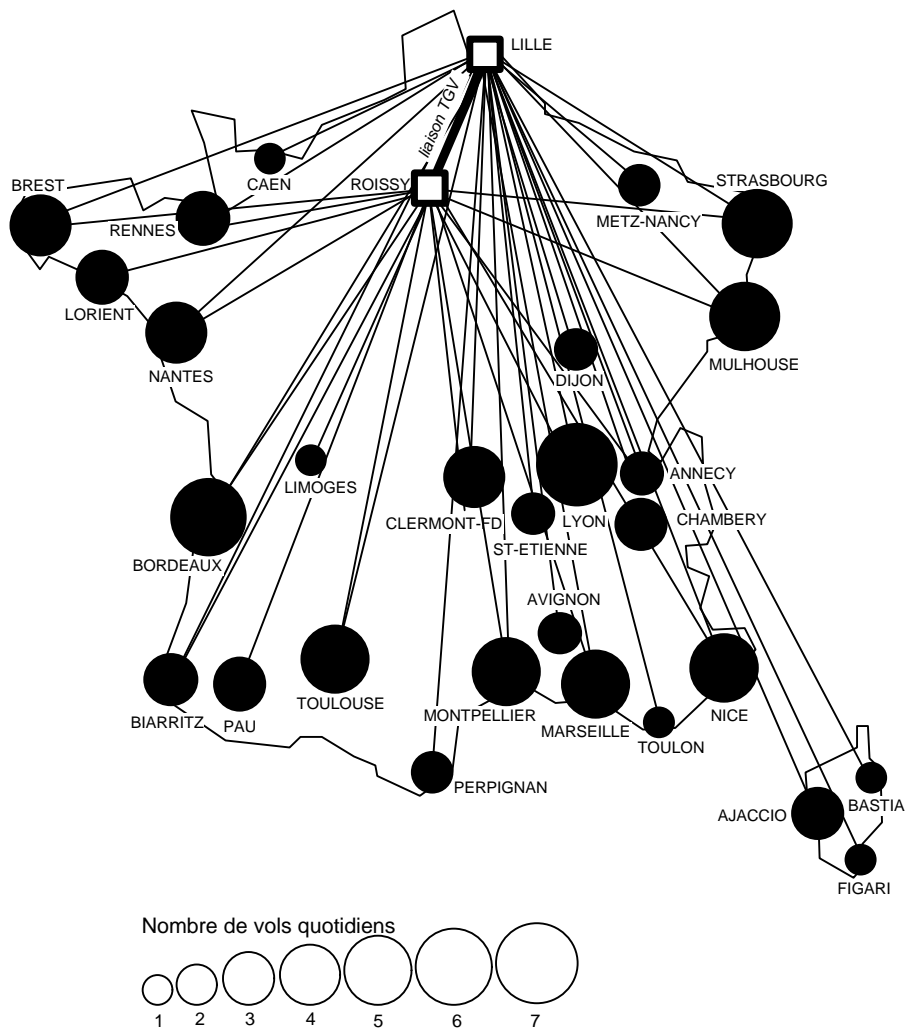 LILLE
liaison TGV
CAEN
ROISSY
BREST
RENNES
METZ-NANCY
STRASBOURG
LORIENT
NANTES
DIJON
MULHOUSE
LIMOGES
ANNECY
CLERMONT-FD
LYON
CHAMBERY
ST-ETIENNE
BORDEAUX
AVIGNON
BIARRITZ
PAU
TOULOUSE
MONTPELLIER
MARSEILLE
TOULON
NICE
PERPIGNAN
AJACCIO
BASTIA
FIGARI
Nombre de vols quotidiens
1 2 3 4 5 6 7